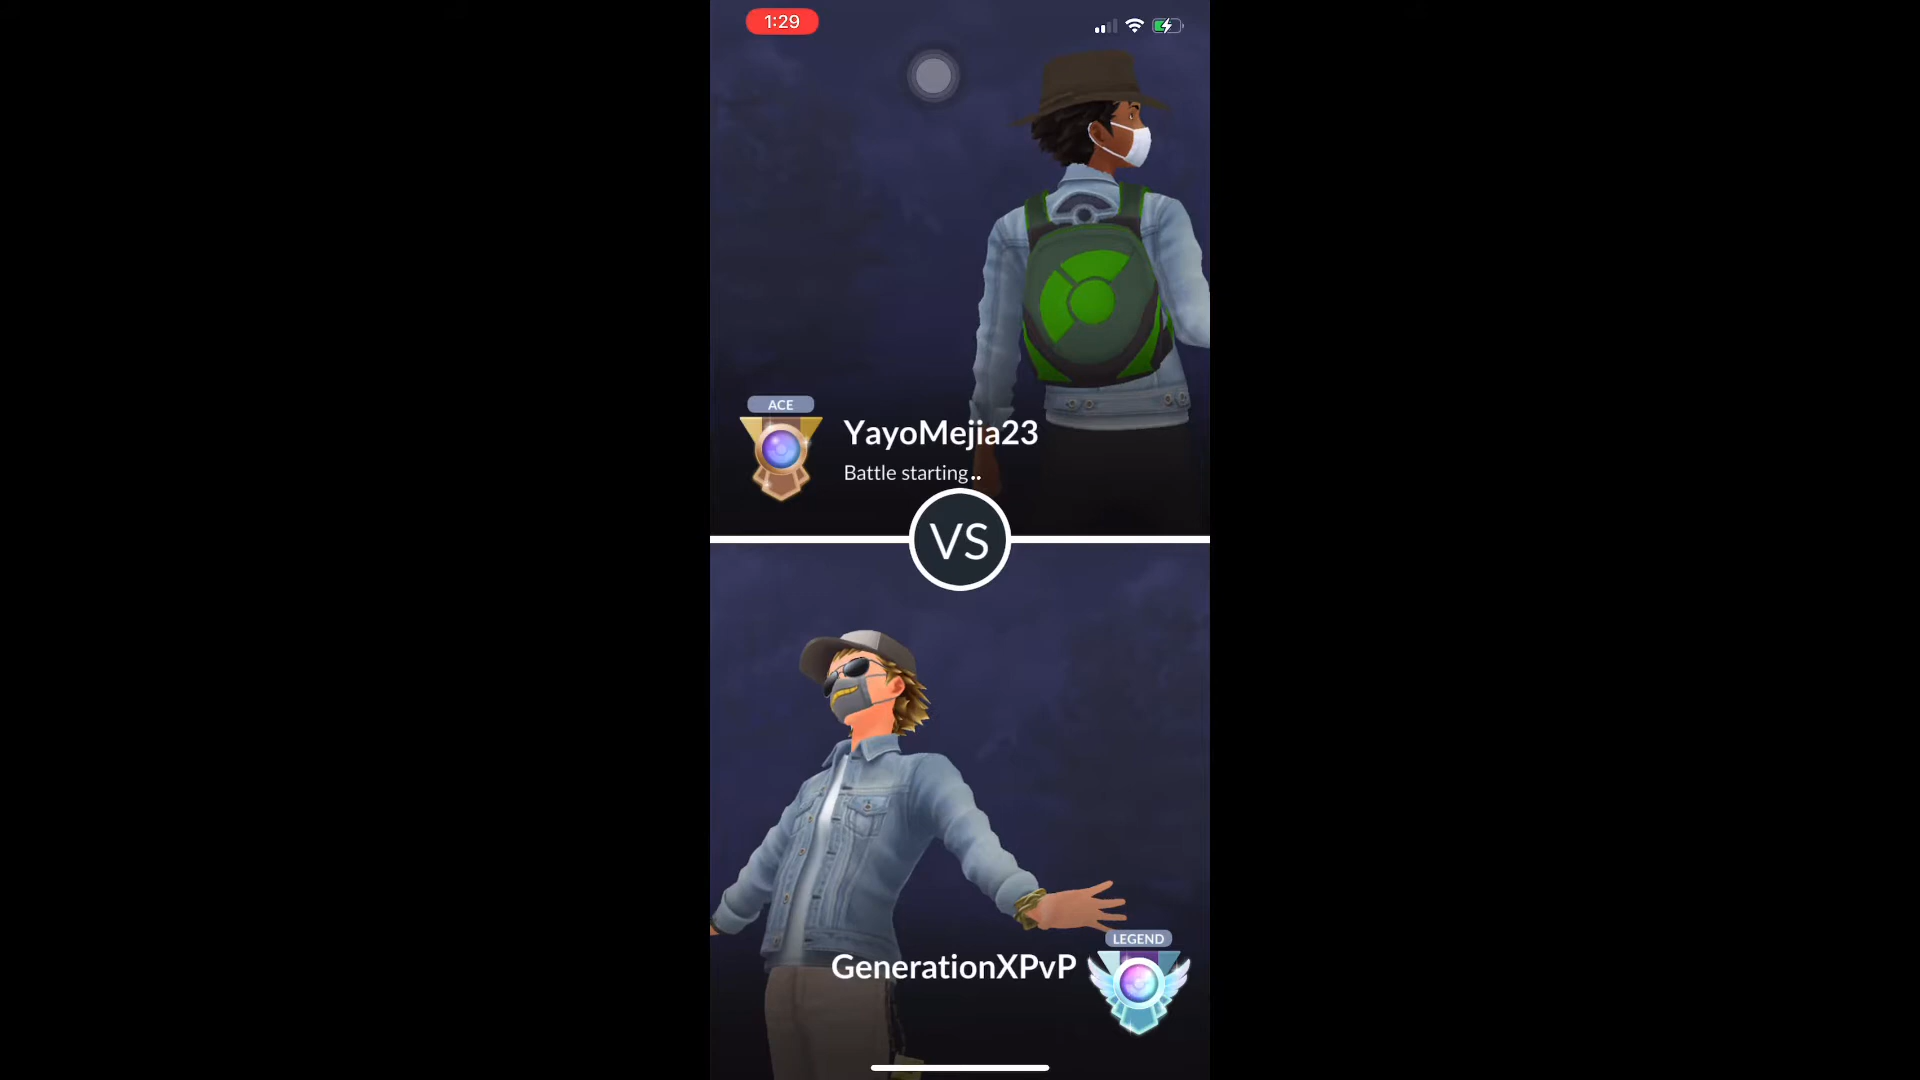 1:29
ACE
YayoMejia23
Battle starting..
VS
LEGEND
GenerationXPvP